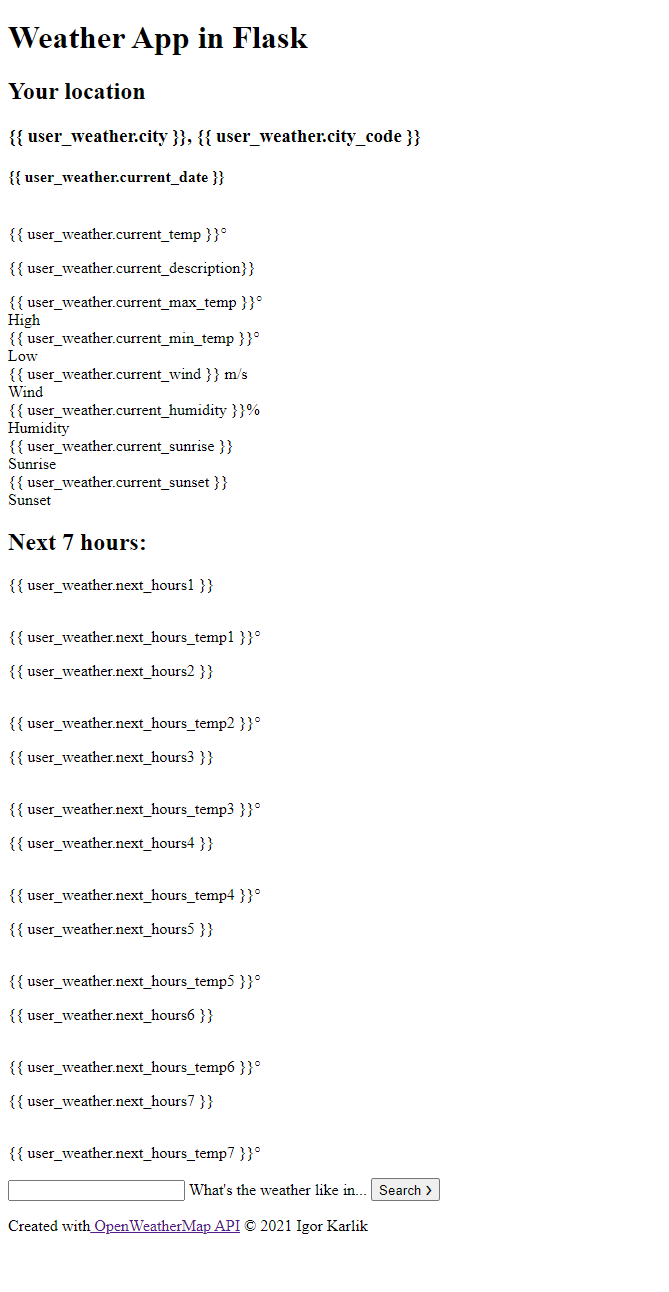 Weather App in Flask
Your location
{{ user_weather.city }}, {{ user_weather.city_code }}
{{ user_weather.current_date }}
{{ user_weather.current_temp }}°
{{ user_weather.current_description}}
{{ user_weather.current_max_temp }}°
High
{{ user_weather.current_min_temp }}°
Low
{{ user_weather.current_wind }} m/s
Wind
{{ user_weather.current_humidity }}%
Humidity
{{ user_weather.current_sunrise }}
Sunrise
{{ user_weather.current_sunset }}
Sunset
Next 7 hours:
{{ user_weather.next_hours1 }}
{{ user_weather.next_hours_temp1 }}°
{{ user_weather.next_hours2 }}
{{ user_weather.next_hours_temp2 }}°
{{ user_weather.next_hours3 }}
{{ user_weather.next_hours_temp3 }}°
{{ user_weather.next_hours4 }}
{{ user_weather.next_hours_temp4 }}°
{{ user_weather.next_hours5 }}
{{ user_weather.next_hours_temp5 }}°
{{ user_weather.next_hours6 }}
{{ user_weather.next_hours_temp6 }}°
{{ user_weather.next_hours7 }}
{{ user_weather.next_hours_temp7 }}°
What's the weather like in... Search ❯
Created with OpenWeatherMap API © 2021 Igor Karlik